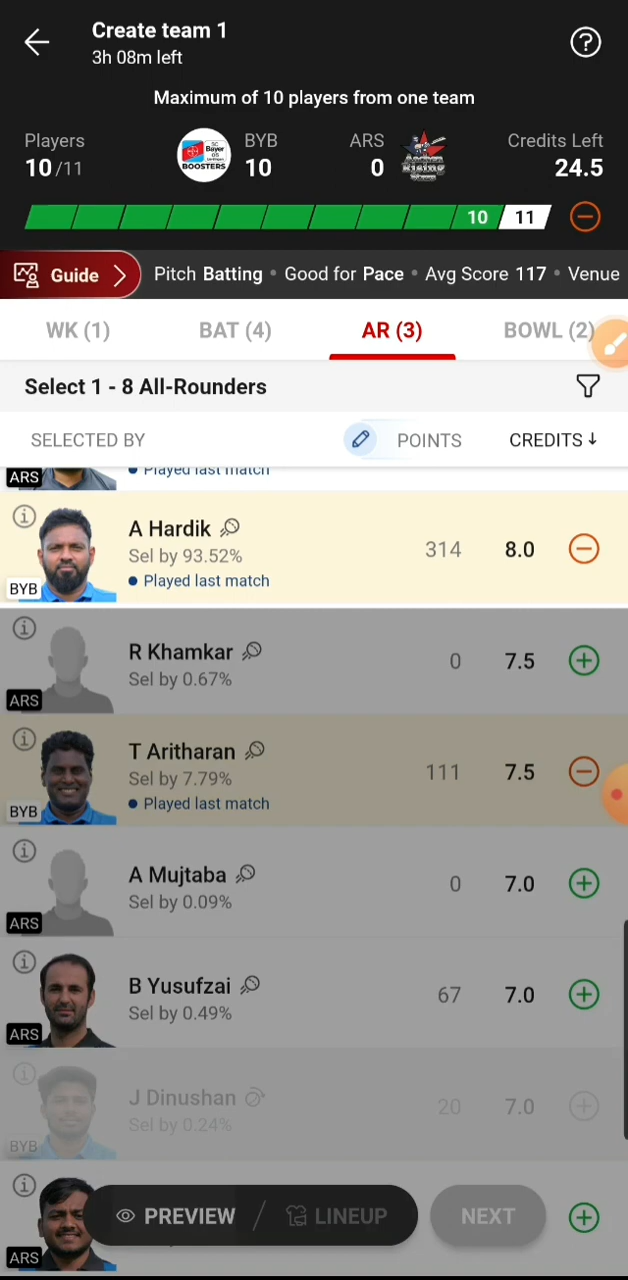 Create team 1
3h 08m left
Maximum of 10 players from one team
Players
10/11
BYB
10
ARS
0
Credits Left
24.5
SC
Bayer
05
BOOSTERS
10
11
Guide
Pitch Batting • Good for Pace • Avg Score 117 • Venue
WK (1)
BAT (4)
AR (3)
BOWL (2)
Select 1 - 8 All-Rounders
SELECTED BY
POINTS
CREDITS↓
ARS
Played last match
A Hardik
Sel by 93.52%
Played last match
BYB
314
8.0
R Khamkar
Sel by 0.67%
ARS
0
7.5
T Aritharan
Sel by 7.79%
Played last match
BYB
111
7.5
A Mujtaba
Sel by 0.09%
ARS
0
7.0
B Yusufzai
Sel by 0.49%
ARS
67
7.0
J Dinushan
Sel by 0.24%
BYB
20
7.0
ARS
PREVIEW / LINEUP
NEXT